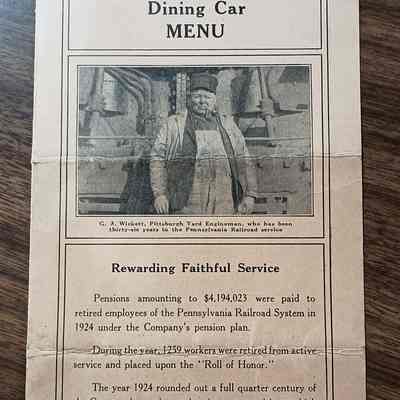 Dining Car
MENU
G. A. Wickett, Pittsburgh Yard Engineman, who has been
thirty-six years in the Pennsylvania Railroad service
Rewarding Faithful Service
Pensions amounting to $4,194,023 were paid to
retired employees of the Pennsylvania Railroad System in
1924 under the Company's pension plan.
During the year, 1259 workers were retired from active
service and placed upon the "Roll of Honor."
The year 1924 rounded out a full quarter century of